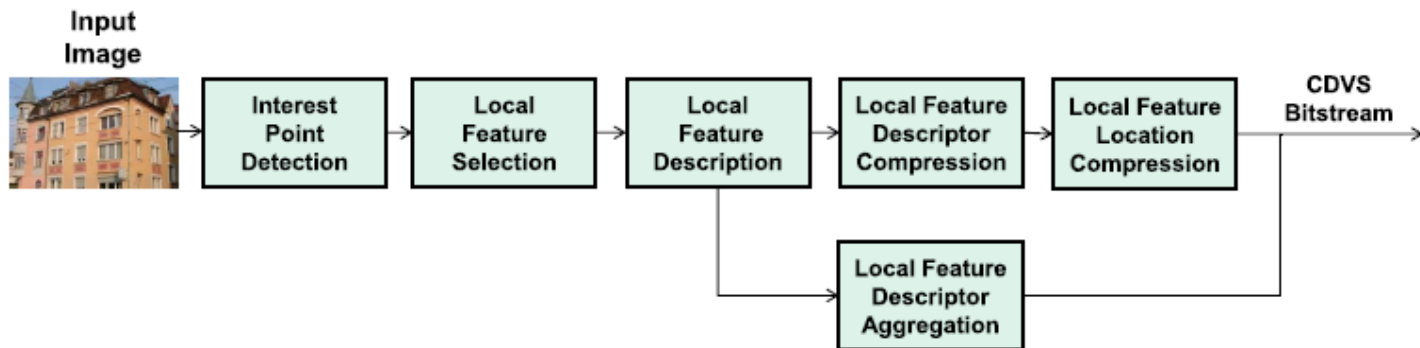 Input
Image
Interest
Point
Detection
Local
Feature
Selection
Local
Feature
Description
Local Feature
Descriptor
Compression
Local Feature
Location
Compression
CDVS
Bitstream
Local Feature
Descriptor
Aggregation